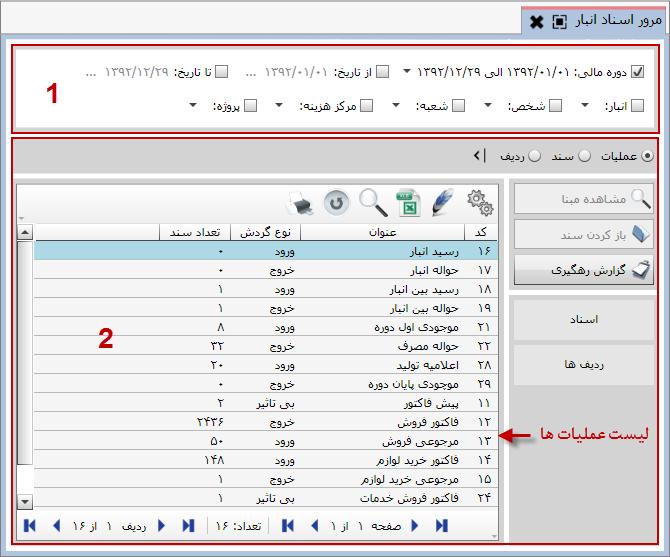 مرور اسناد انبار
دوره مالی: ۱۳۹۲/۰۱/۰۱ الی ۱۳۹۲/۱۲/۲۹ از تاریخ: ۱۳۹۲/۰۱/۰۱ ... تا تاریخ: ۱۳۹۲/۱۲/۲۹ ...
1
انبار: شخص: شعبه: مرکز هزینه: پروژه:
عملیات سند ردیف
مشاهده مبنا
باز کردن سند
گزارش رهگیری
اسناد
ردیف ها
کد عنوان نوع گردش تعداد سند
۱۶ رسید انبار ورود ۰
۱۷ حواله انبار خروج ۰
۱۸ رسید بین انبار ورود ۱
۱۹ حواله بین انبار خروج ۱
۲۱ موجودی اول دوره ورود ۸
۲۲ حواله مصرف خروج ۳۲
۲۸ اعلامیه تولید ورود ۲۰
۲۹ موجودی پایان دوره خروج ۰
۱۱ پیش فاکتور بی تاثیر ۲
۱۲ فاکتور فروش خروج ۲۴۳۶
۱۳ مرجوعی فروش ورود ۵۰
۱۴ فاکتور خرید لوازم ورود ۱۴۸
۱۵ مرجوعی خرید لوازم خروج ۱
۲۴ فاکتور فروش خدمات بی تاثیر ۱
2
لیست عملیات ها
صفحه ۱ از ۱ تعداد: ۱۶ ردیف ۱ از ۱۶